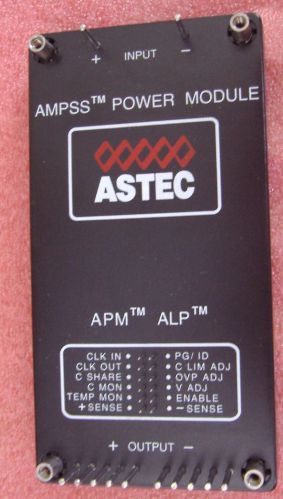 + INPUT −
AMPSS™ POWER MODULE
ASTEC
APM™ ALP™
CLK IN • • PG/ ID
CLK OUT • • C LIM ADJ
C SHARE • • OVP ADJ
C MON • • V ADJ
TEMP MON • • ENABLE
+SENSE • • −SENSE
+ OUTPUT −